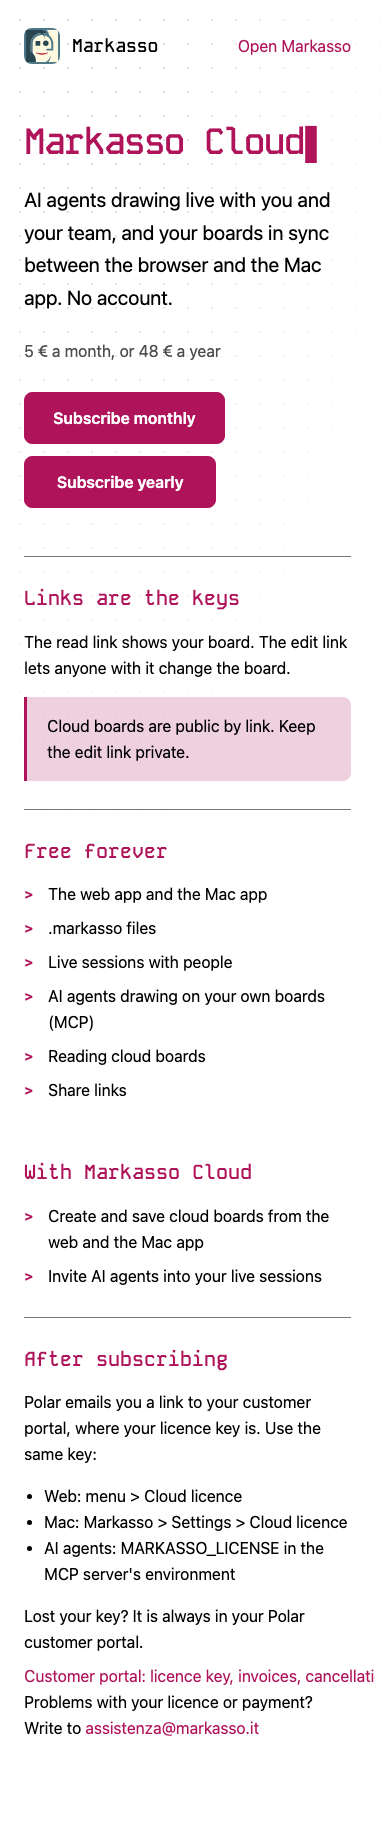 Markasso
Open Markasso
Markasso Cloud
AI agents drawing live with you and
your team, and your boards in sync
between the browser and the Mac
app. No account.
5 € a month, or 48 € a year
Subscribe monthly
Subscribe yearly
Links are the keys
The read link shows your board. The edit link
lets anyone with it change the board.
Cloud boards are public by link. Keep
the edit link private.
Free forever
> The web app and the Mac app
> .markasso files
> Live sessions with people
> AI agents drawing on your own boards
(MCP)
> Reading cloud boards
> Share links
With Markasso Cloud
> Create and save cloud boards from the
web and the Mac app
> Invite AI agents into your live sessions
After subscribing
Polar emails you a link to your customer
portal, where your licence key is. Use the
same key:
• Web: menu > Cloud licence
• Mac: Markasso > Settings > Cloud licence
• AI agents: MARKASSO_LICENSE in the
MCP server's environment
Lost your key? It is always in your Polar
customer portal.
Customer portal: licence key, invoices, cancellati
Problems with your licence or payment?
Write to assistenza@markasso.it